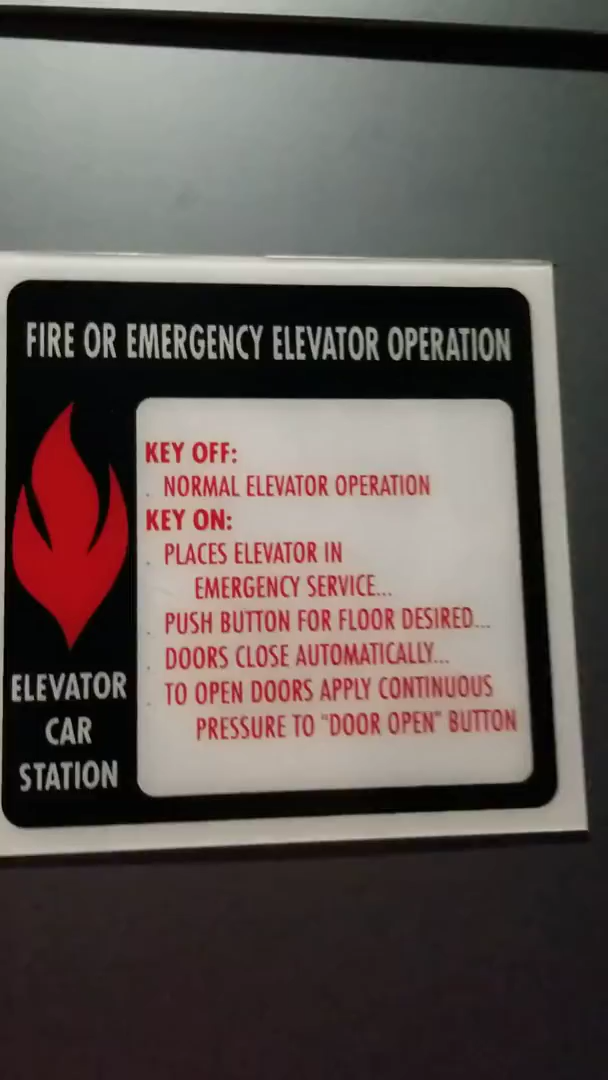 FIRE OR EMERGENCY ELEVATOR OPERATION
KEY OFF:
. NORMAL ELEVATOR OPERATION
KEY ON:
. PLACES ELEVATOR IN
EMERGENCY SERVICE...
. PUSH BUTTON FOR FLOOR DESIRED...
. DOORS CLOSE AUTOMATICALLY...
. TO OPEN DOORS APPLY CONTINUOUS
PRESSURE TO "DOOR OPEN" BUTTON
ELEVATOR
CAR
STATION